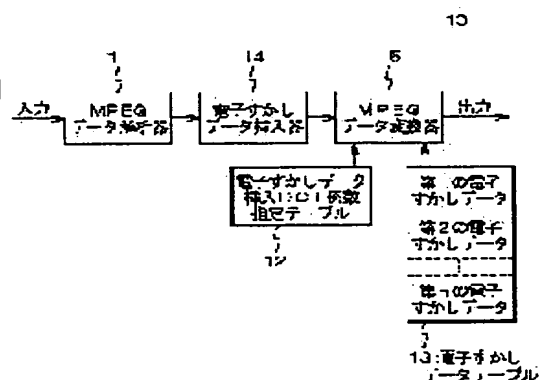 10
1
14
5
入力
MPEG
データ解析器
電子すかし
データ挿入器
MPEG
データ変換器
出力
電子すかしデータ
挿入DCT係数
指定テーブル
12
第1の電子
すかしデータ
第2の電子
すかしデータ
の電子
すかしデータ
13:電子すかし
データテーブル